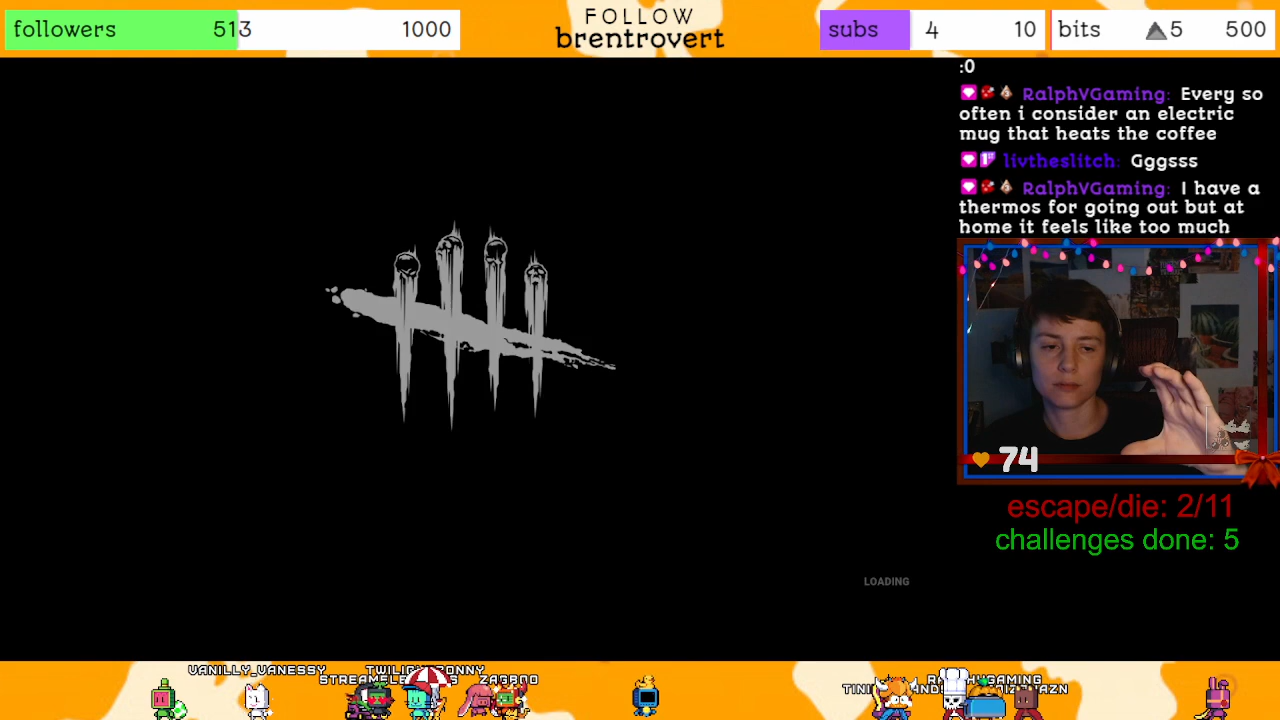 followers 513 1000
FOLLOW
brentrovert
subs 4 10
bits 5 500
:0
RalphVGaming: Every so
often i consider an electric
mug that heats the coffee
livtheslitch: Gggsss
RalphVGaming: I have a
thermos for going out but at
home it feels like too much
74
escape/die: 2/11
challenges done: 5
LOADING
VANILLY_VANESSY